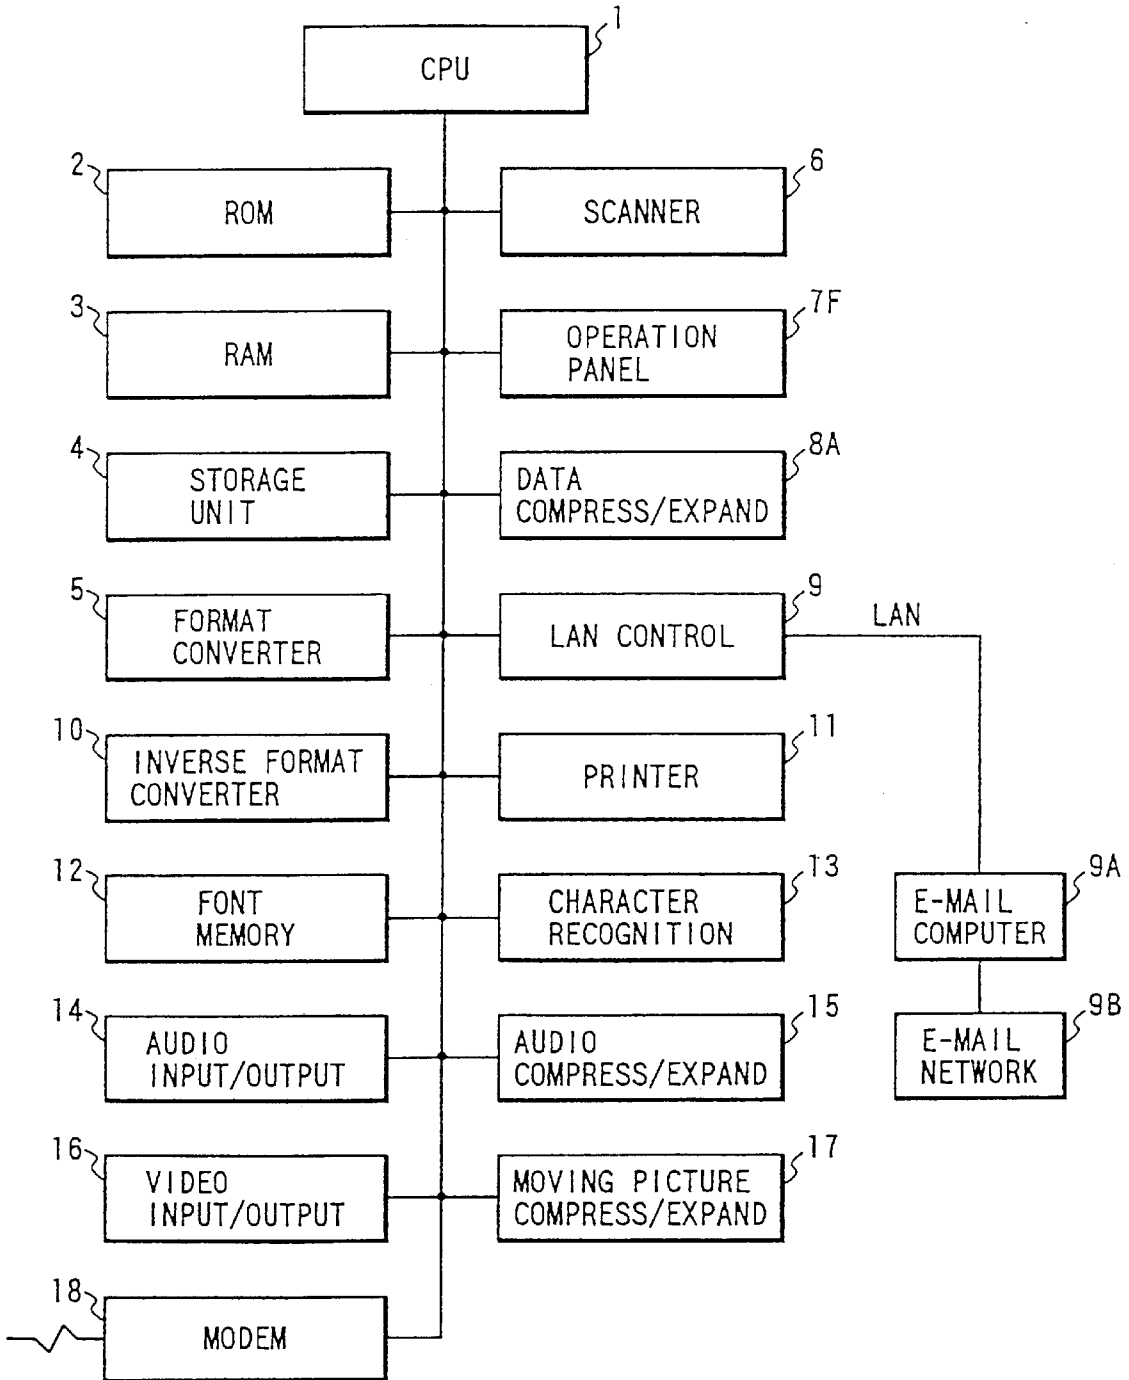 1
CPU
2
ROM
6
SCANNER
3
RAM
7F
OPERATION
PANEL
4
STORAGE
UNIT
8A
DATA
COMPRESS/EXPAND
5
FORMAT
CONVERTER
9
LAN CONTROL
LAN
10
INVERSE FORMAT
CONVERTER
11
PRINTER
12
FONT
MEMORY
13
CHARACTER
RECOGNITION
9A
E-MAIL
COMPUTER
14
AUDIO
INPUT/OUTPUT
15
AUDIO
COMPRESS/EXPAND
9B
E-MAIL
NETWORK
16
VIDEO
INPUT/OUTPUT
17
MOVING PICTURE
COMPRESS/EXPAND
18
MODEM